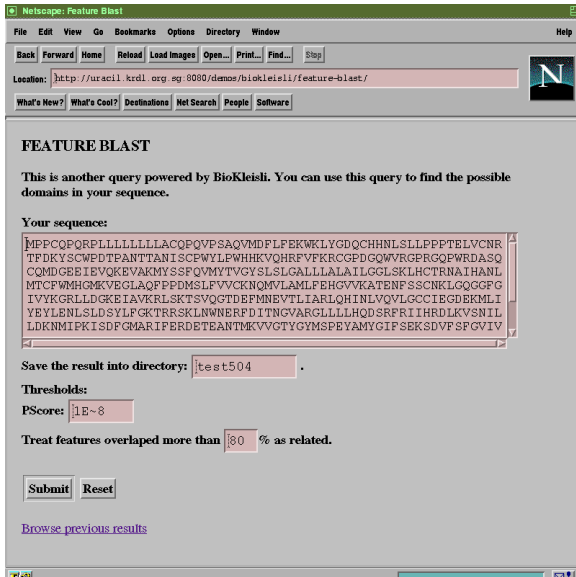 Netscape: Feature Blast
File Edit View Go Bookmarks Options Directory Window Help
Back Forward Home Reload Load Images Open... Print... Find... Stop
Location: http://uracil.krdl.org.sg:8080/demos/biokleisli/feature-blast/
N
What's New? What's Cool? Destinations Net Search People Software
FEATURE BLAST
This is another query powered by BioKleisli. You can use this query to find the possible
domains in your sequence.
Your sequence:
MPPCQPQRPLLLLLLLLACQPQVPSAQVMDFLFEKWKLYGDQCHHNLSLLPPPTELVCNR
TFDKYSCWPDTPANTTANISCPWYLPWHHKVQHRFVFKRCGPDGQWVRGPRGQPWRDASQ
CQMDGEEIEVQKEVAKMYSSFQVMYTVGYSLSLGALLLALAILGGLSKLHCTRNAIHANL
MTCFWMHGMKVEGLAQFPPDMSLFVVCKNQMVLAMLFEHGVVKATENFSSCNKLGQGGFG
IVYKGRLLDGKEIAVKRLSKTSVQGTDEFMNEVTLIARLQHINLVQVLGCCIEGDEKMLI
YEYLENLSLDSYLFGKTRRSKLNWNERFDITNGVARGLLLLHQDSRFRIIHRDLKVSNIL
LDKNMIPKISDFGMARIFERDETEANTMKVVGTYGYMSPEYAMYGIFSEKSDVFSFGVIV
Save the result into directory: test504 .
Thresholds:
PScore: 1E~8
Treat features overlaped more than 80 % as related.
Submit Reset
Browse previous results